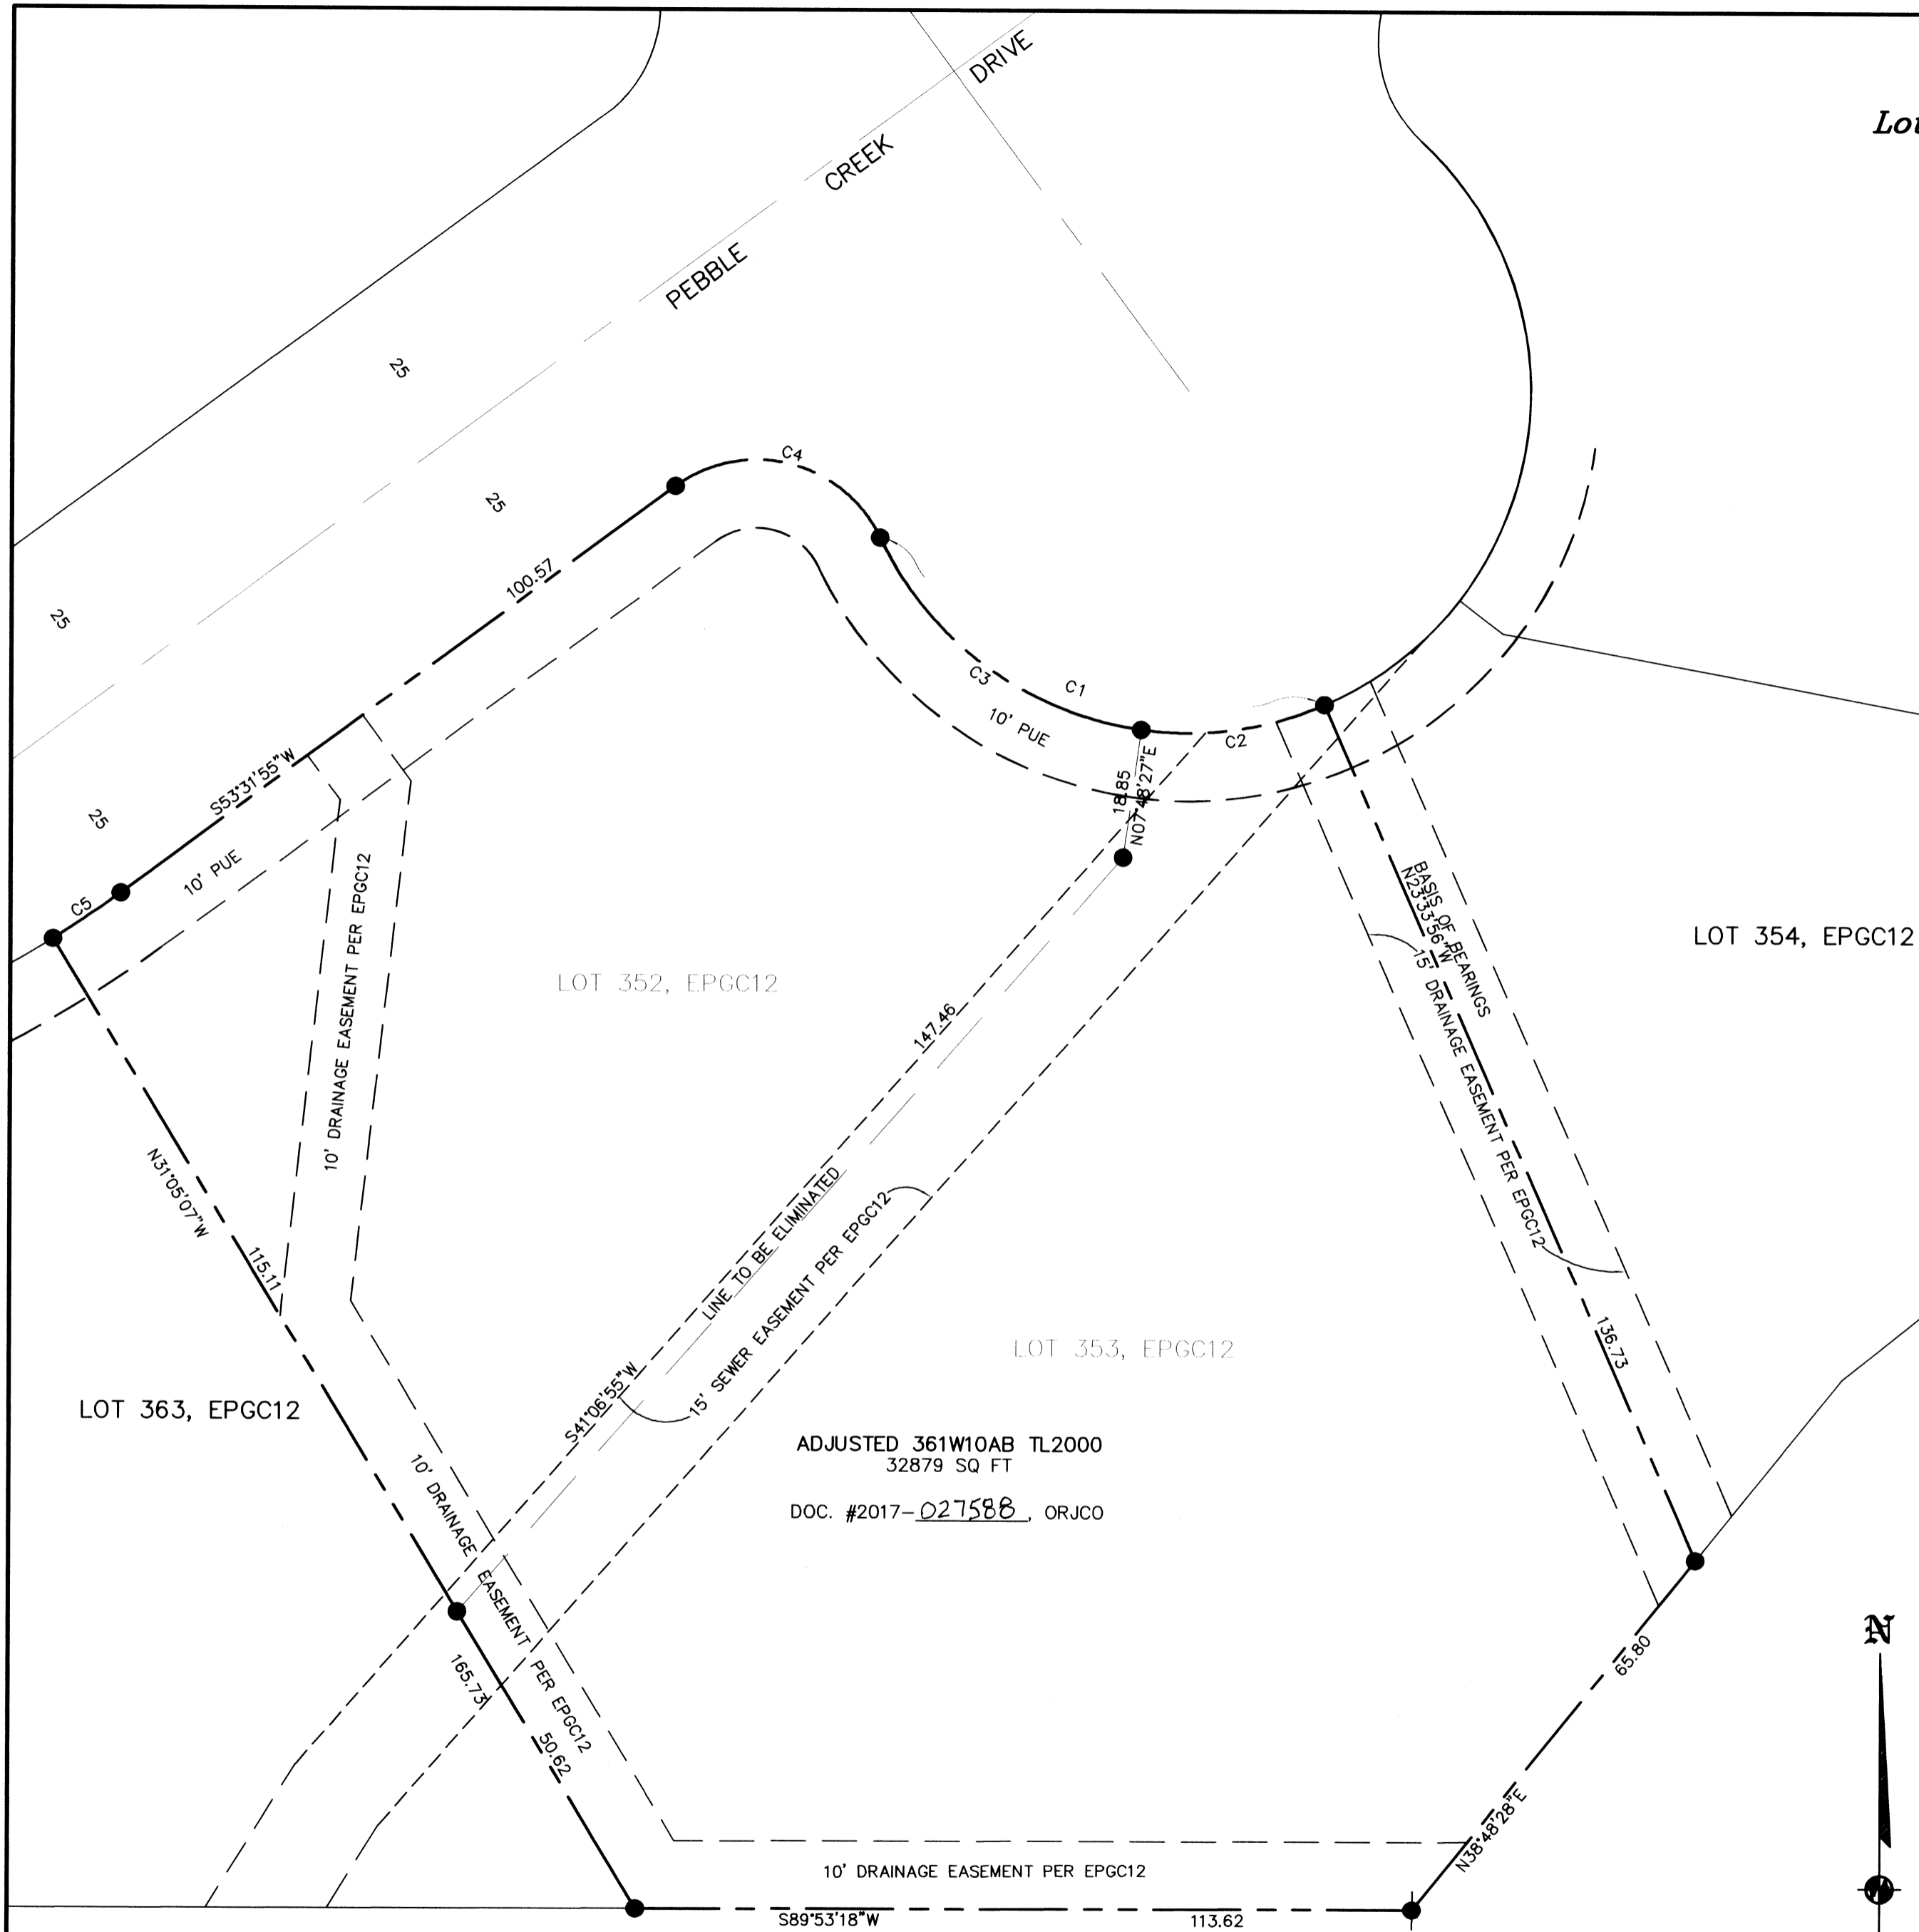 DRIVE
Lot
CREEK
PEBBLE
25
25
25
25
C4
100.57
C3
C1
10' PUE
C2
18.85
N07°48'27"E
S53°31'55"W
10' PUE
C5
10' DRAINAGE EASEMENT PER EPGC12
BASIS OF BEARINGS
N23°33'56"W
15' DRAINAGE EASEMENT PER EPGC12
136.73
LOT 354, EPGC12
LOT 352, EPGC12
147.46
LINE TO BE ELIMINATED
S41°06'55"W
15' SEWER EASEMENT PER EPGC12
N31°05'07"W
115.11
LOT 353, EPGC12
LOT 363, EPGC12
ADJUSTED 361W10AB TL2000
32879 SQ FT
DOC. #2017-027588, ORJCO
10' DRAINAGE EASEMENT PER EPGC12
165.73
50.62
65.80
N38°48'28"E
N
10' DRAINAGE EASEMENT PER EPGC12
S89°53'18"W
113.62